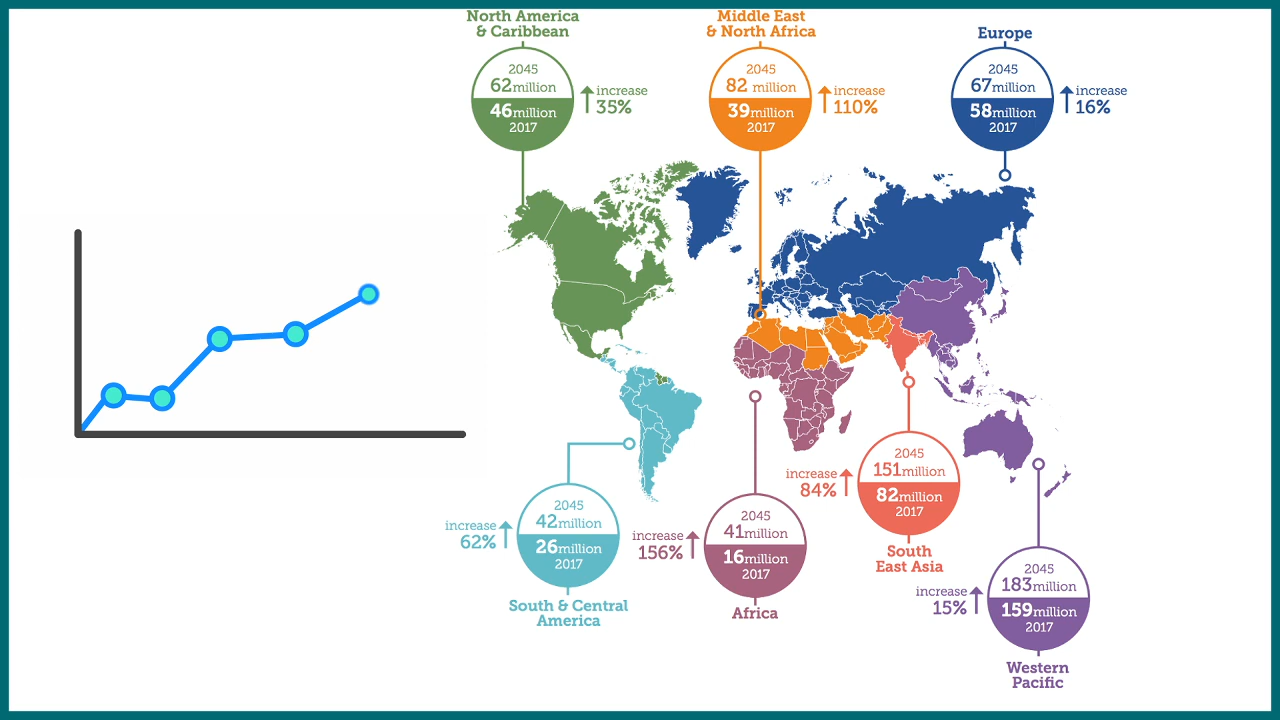 North America
& Caribbean
2045
62million
46million
2017
increase
35%
Middle East
& North Africa
2045
82 million
39million
2017
increase
110%
Europe
2045
67million
58million
2017
increase
16%
2045
42million
26million
2017
increase
62%
South & Central
America
2045
41million
16million
2017
increase
156%
Africa
2045
151million
82million
2017
increase
84%
South
East Asia
2045
183million
159million
2017
increase
15%
Western
Pacific